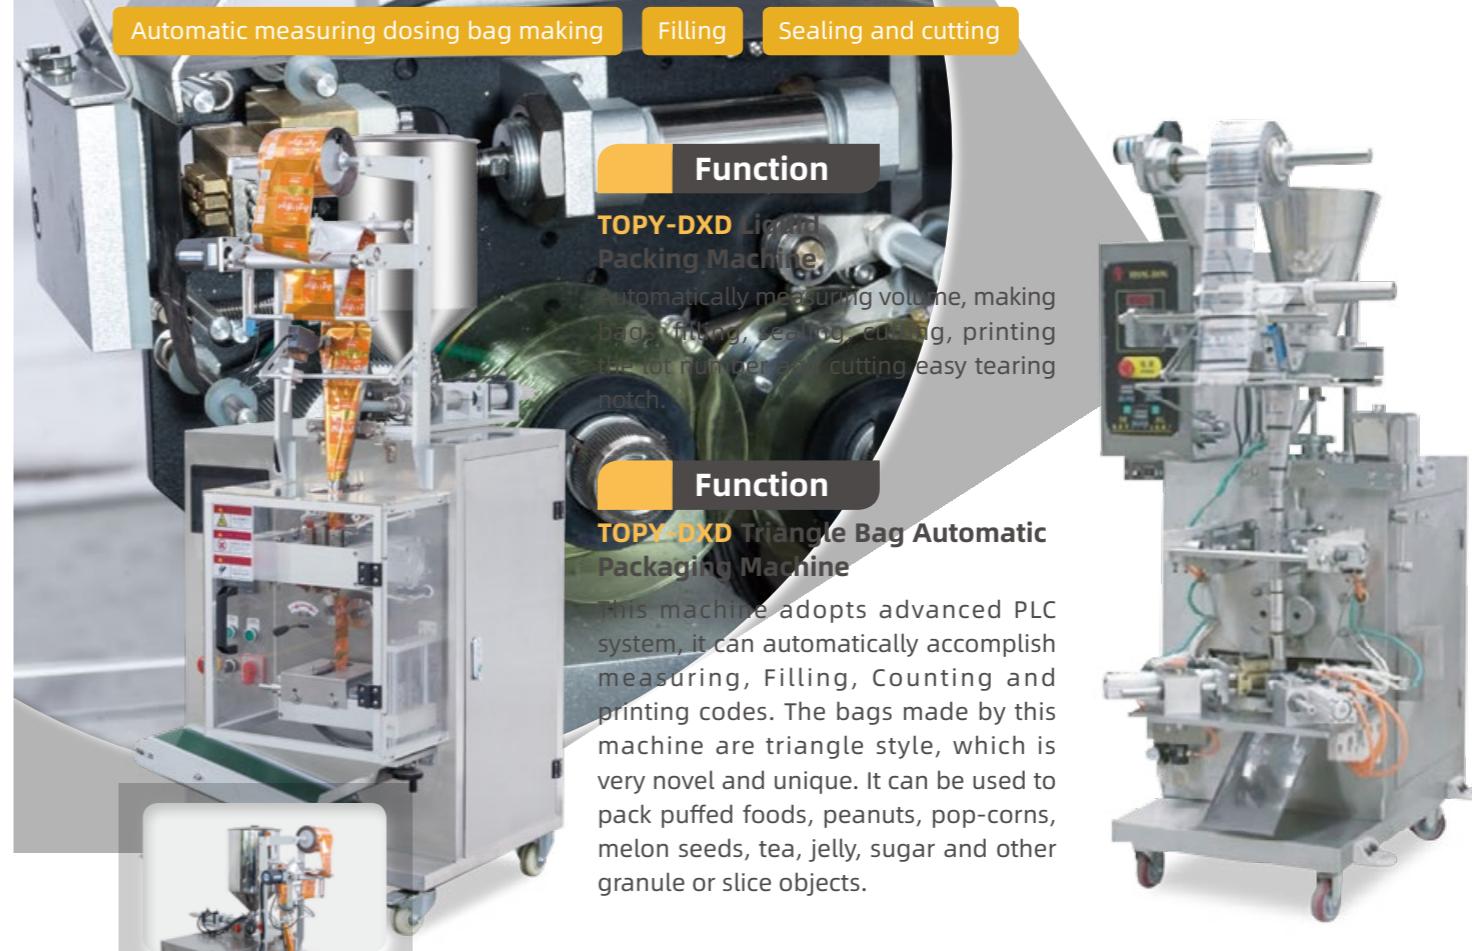 Automatic measuring dosing bag making
Filling
Sealing and cutting
Function
TOPY-DXD Liquid
Packing Machine
Automatically measuring volume, making
bags, filling, sealing, cutting, printing
the lot number and cutting easy tearing
notch.
Function
TOPY-DXD Triangle Bag Automatic
Packaging Machine
This machine adopts advanced PLC
system, it can automatically accomplish
measuring, Filling, Counting and
printing codes. The bags made by this
machine are triangle style, which is
very novel and unique. It can be used to
pack puffed foods, peanuts, pop-corns,
melon seeds, tea, jelly, sugar and other
granule or slice objects.